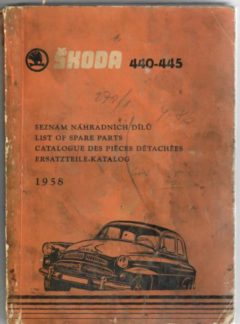 ŠKODA 440-445
SEZNAM NÁHRADNÍCH DÍLŮ
LIST OF SPARE PARTS
CATALOGUE DES PIÈCES DÉTACHÉES
ERSATZTEILE-KATALOG
1958